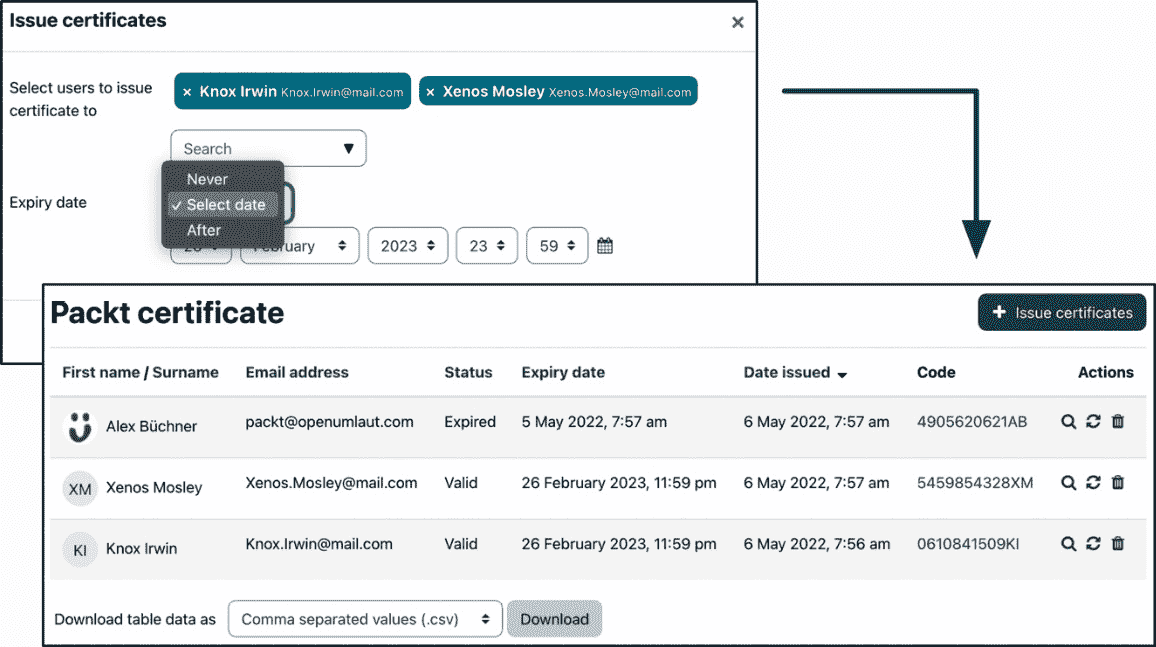 Issue certificates ×
Select users to issue certificate to
× Knox Irwin Knox.Irwin@mail.com × Xenos Mosley Xenos.Mosley@mail.com
Search ▼
Expiry date
Never
✓ Select date
After
February 2023 23 59
Packt certificate
+ Issue certificates
First name / Surname Email address Status Expiry date Date issued Code Actions
Alex Büchner packt@openumlaut.com Expired 5 May 2022, 7:57 am 6 May 2022, 7:57 am 4905620621AB
XM Xenos Mosley Xenos.Mosley@mail.com Valid 26 February 2023, 11:59 pm 6 May 2022, 7:57 am 5459854328XM
KI Knox Irwin Knox.Irwin@mail.com Valid 26 February 2023, 11:59 pm 6 May 2022, 7:56 am 0610841509KI
Download table data as Comma separated values (.csv) Download